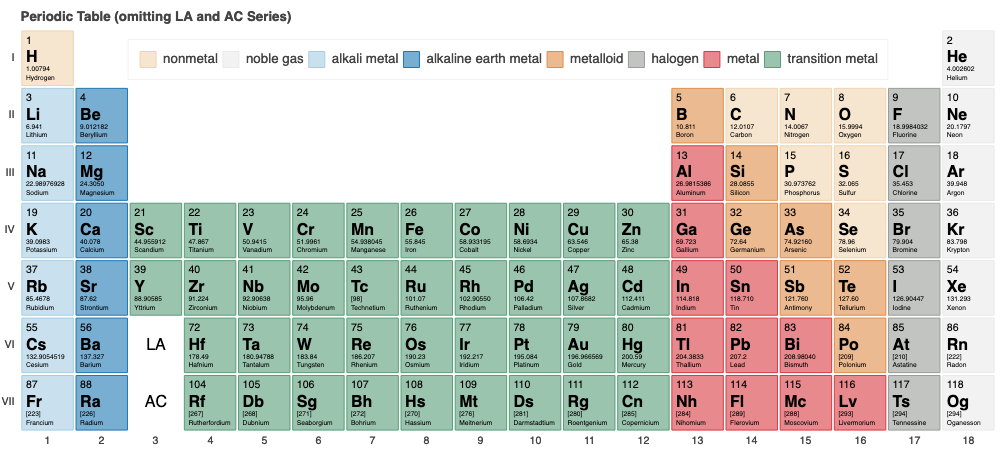 Periodic Table (omitting LA and AC Series)
nonmetal noble gas alkali metal alkaline earth metal metalloid halogen metal transition metal
1 2
I H He
1.00794 4.002602
Hydrogen Helium
3 4 5 6 7 8 9 10
II Li Be B C N O F Ne
6.941 9.012182 10.811 12.0107 14.0067 15.9994 18.9984032 20.1797
Lithium Beryllium Boron Carbon Nitrogen Oxygen Fluorine Neon
11 12 13 14 15 16 17 18
III Na Mg Al Si P S Cl Ar
22.98976928 24.3050 26.9815386 28.0855 30.973762 32.065 35.453 39.948
Sodium Magnesium Aluminum Silicon Phosphorus Sulfur Chlorine Argon
19 20 21 22 23 24 25 26 27 28 29 30 31 32 33 34 35 36
IV K Ca Sc Ti V Cr Mn Fe Co Ni Cu Zn Ga Ge As Se Br Kr
39.0983 40.078 44.955912 47.867 50.9415 51.9961 54.938045 55.845 58.933195 58.6934 63.546 65.38 69.723 72.64 74.92160 78.96 79.904 83.798
Potassium Calcium Scandium Titanium Vanadium Chromium Manganese Iron Cobalt Nickel Copper Zinc Gallium Germanium Arsenic Selenium Bromine Krypton
37 38 39 40 41 42 43 44 45 46 47 48 49 50 51 52 53 54
V Rb Sr Y Zr Nb Mo Tc Ru Rh Pd Ag Cd In Sn Sb Te I Xe
85.4678 87.62 88.90585 91.224 92.90638 95.96 [98] 101.07 102.90550 106.42 107.8682 112.411 114.818 118.710 121.760 127.60 126.90447 131.293
Rubidium Strontium Yttrium Zirconium Niobium Molybdenum Technetium Ruthenium Rhodium Palladium Silver Cadmium Indium Tin Antimony Tellurium Iodine Xenon
55 56 72 73 74 75 76 77 78 79 80 81 82 83 84 85 86
VI Cs Ba LA Hf Ta W Re Os Ir Pt Au Hg Tl Pb Bi Po At Rn
132.9054519 137.327 178.49 180.94788 183.84 186.207 190.23 192.217 195.084 196.966569 200.59 204.3833 207.2 208.98040 [209] [210] [222]
Cesium Barium Hafnium Tantalum Tungsten Rhenium Osmium Iridium Platinum Gold Mercury Thallium Lead Bismuth Polonium Astatine Radon
87 88 104 105 106 107 108 109 110 111 112 113 114 115 116 117 118
VII Fr Ra AC Rf Db Sg Bh Hs Mt Ds Rg Cn Nh Fl Mc Lv Ts Og
[223] [226] [267] [268] [271] [272] [270] [276] [281] [280] [285] [284] [289] [288] [293] [294] [294]
Francium Radium Rutherfordium Dubnium Seaborgium Bohrium Hassium Meitnerium Darmstadtium Roentgenium Copernicium Nihomium Flerovium Moscovium Livermorium Tennessine Oganesson
1 2 3 4 5 6 7 8 9 10 11 12 13 14 15 16 17 18